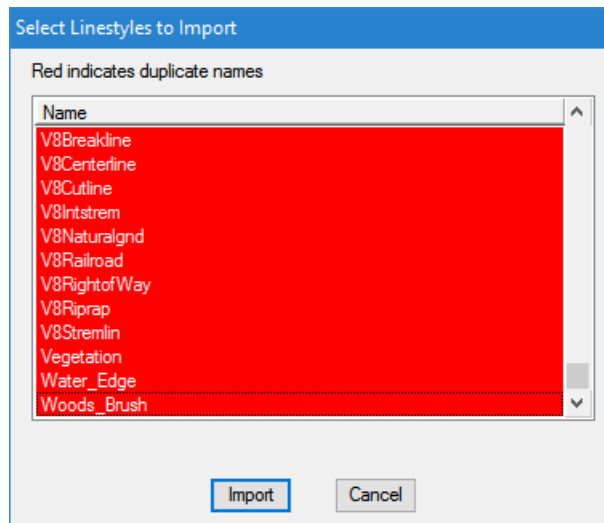 Select Linestyles to Import
Red indicates duplicate names
Name
V8Breakline
V8Centerline
V8Cutline
V8Intstrem
V8Naturalgnd
V8Railroad
V8RightofWay
V8Riprap
V8Stremlin
Vegetation
Water_Edge
Woods_Brush
Import Cancel